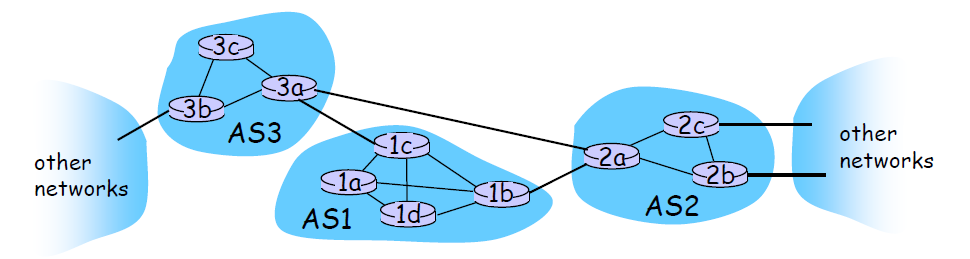 3c
3a
3b
AS3
other
networks
1c
1a
1b
1d
AS1
2c
2a
2b
AS2
other
networks